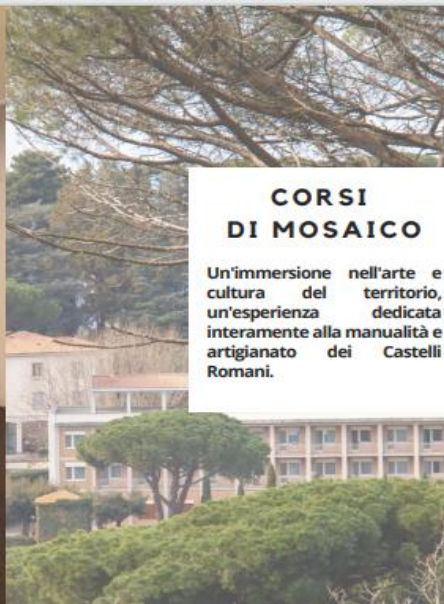 CORSI
DI MOSAICO
Un'immersione nell'arte e
cultura del territorio,
un'esperienza dedicata
interamente alla manualità e
artigianato dei Castelli
Romani.